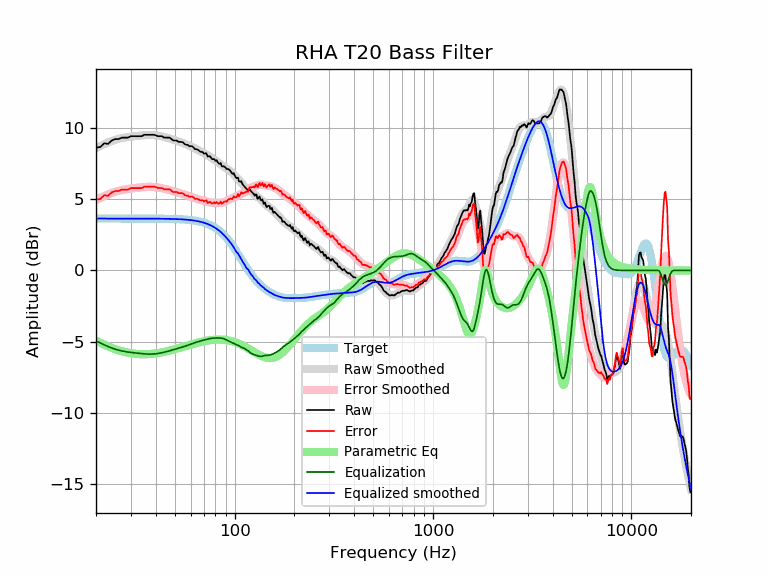 RHA T20 Bass Filter
Amplitude (dBr)
10
5
0
−5
−10
−15
Target
Raw Smoothed
Error Smoothed
Raw
Error
Parametric Eq
Equalization
Equalized smoothed
100
1000
10000
Frequency (Hz)